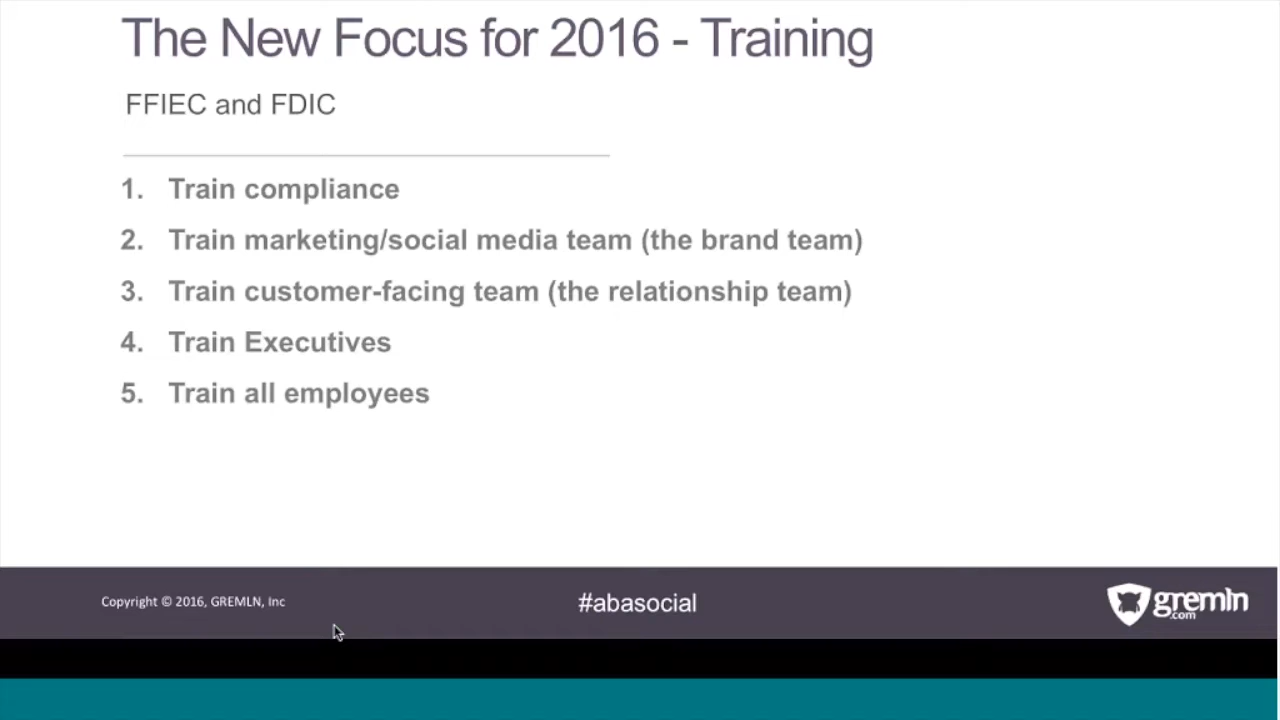 The New Focus for 2016 - Training
FFIEC and FDIC
1. Train compliance
2. Train marketing/social media team (the brand team)
3. Train customer-facing team (the relationship team)
4. Train Executives
5. Train all employees
Copyright © 2016, GREMLN, Inc
#abasocial
gremln
.com